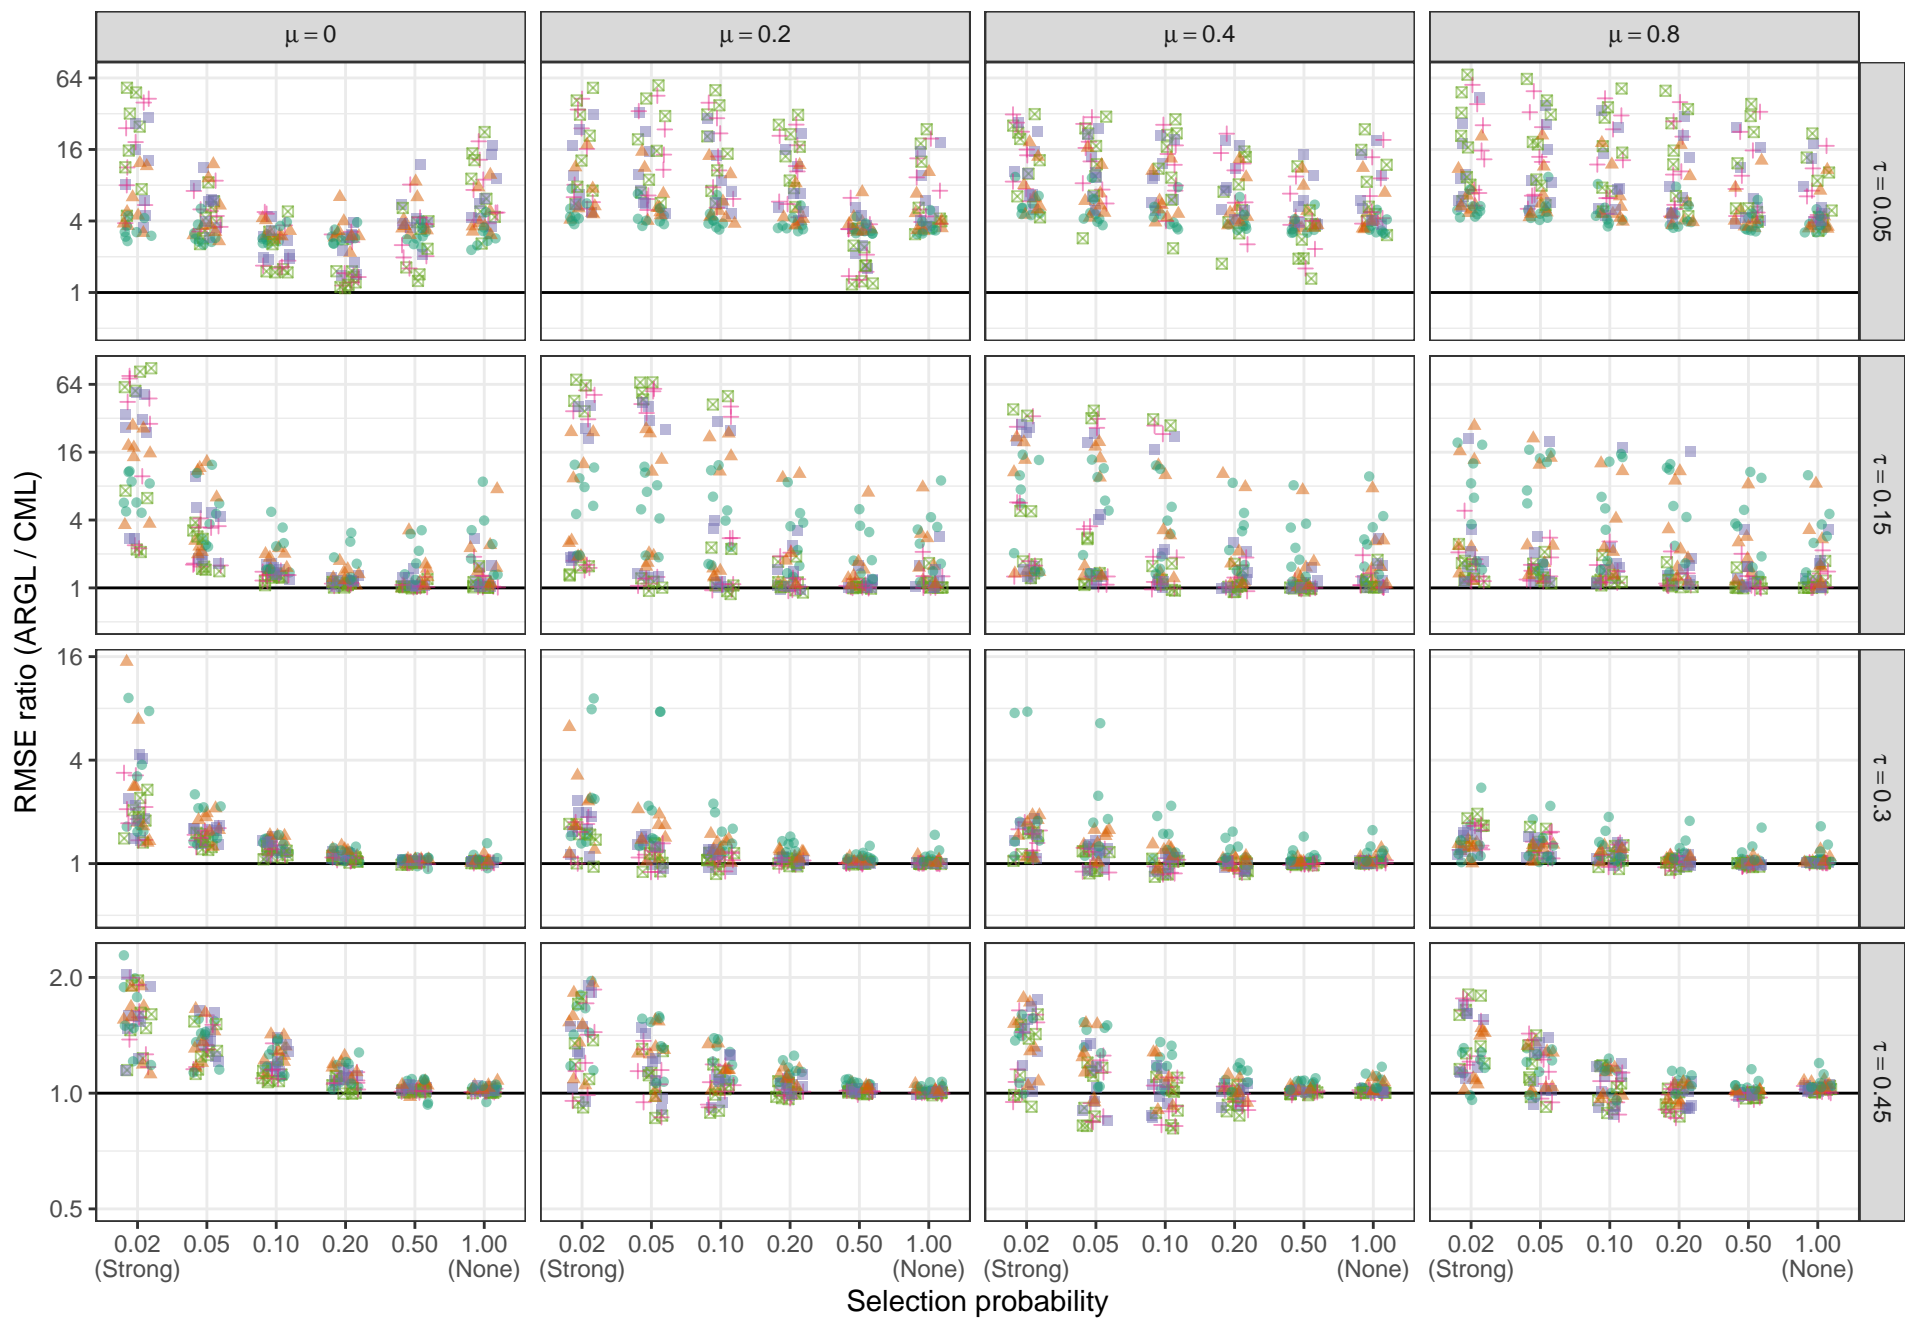 μ = 0
μ = 0.2
μ = 0.4
μ = 0.8
64
16
4
1
τ = 0.05
64
16
4
1
τ = 0.15
16
4
1
τ = 0.3
2.0
1.0
0.5
τ = 0.45
RMSE ratio (ARGL / CML)
0.02 0.05 0.10 0.20 0.50 1.00 0.02 0.05 0.10 0.20 0.50 1.00 0.02 0.05 0.10 0.20 0.50 1.00 0.02 0.05 0.10 0.20 0.50 1.00
(Strong) (None) (Strong) (None) (Strong) (None) (Strong) (None)
Selection probability